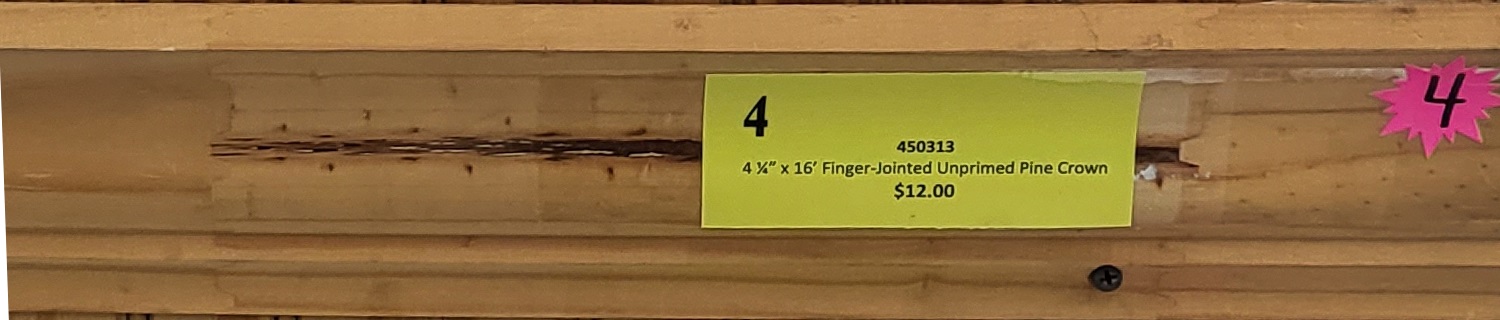 4
450313
4 ¼" x 16' Finger-Jointed Unprimed Pine Crown
$12.00
4